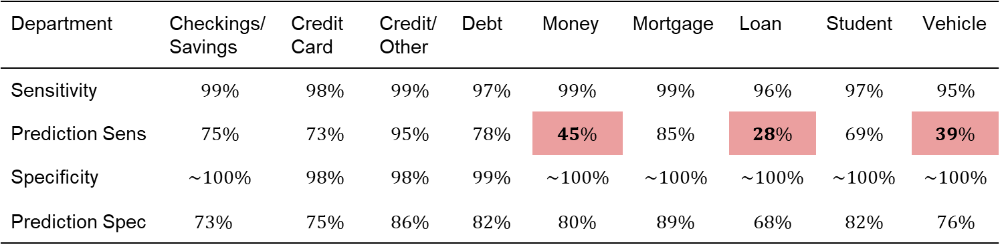 Department Checkings/ Credit Credit/ Debt Money Mortgage Loan Student Vehicle
Savings Card Other
Sensitivity 99% 98% 99% 97% 99% 99% 96% 97% 95%
Prediction Sens 75% 73% 95% 78% 45% 85% 28% 69% 39%
Specificity ~100% 98% 98% 99% ~100% ~100% ~100% ~100% ~100%
Prediction Spec 73% 75% 86% 82% 80% 89% 68% 82% 76%